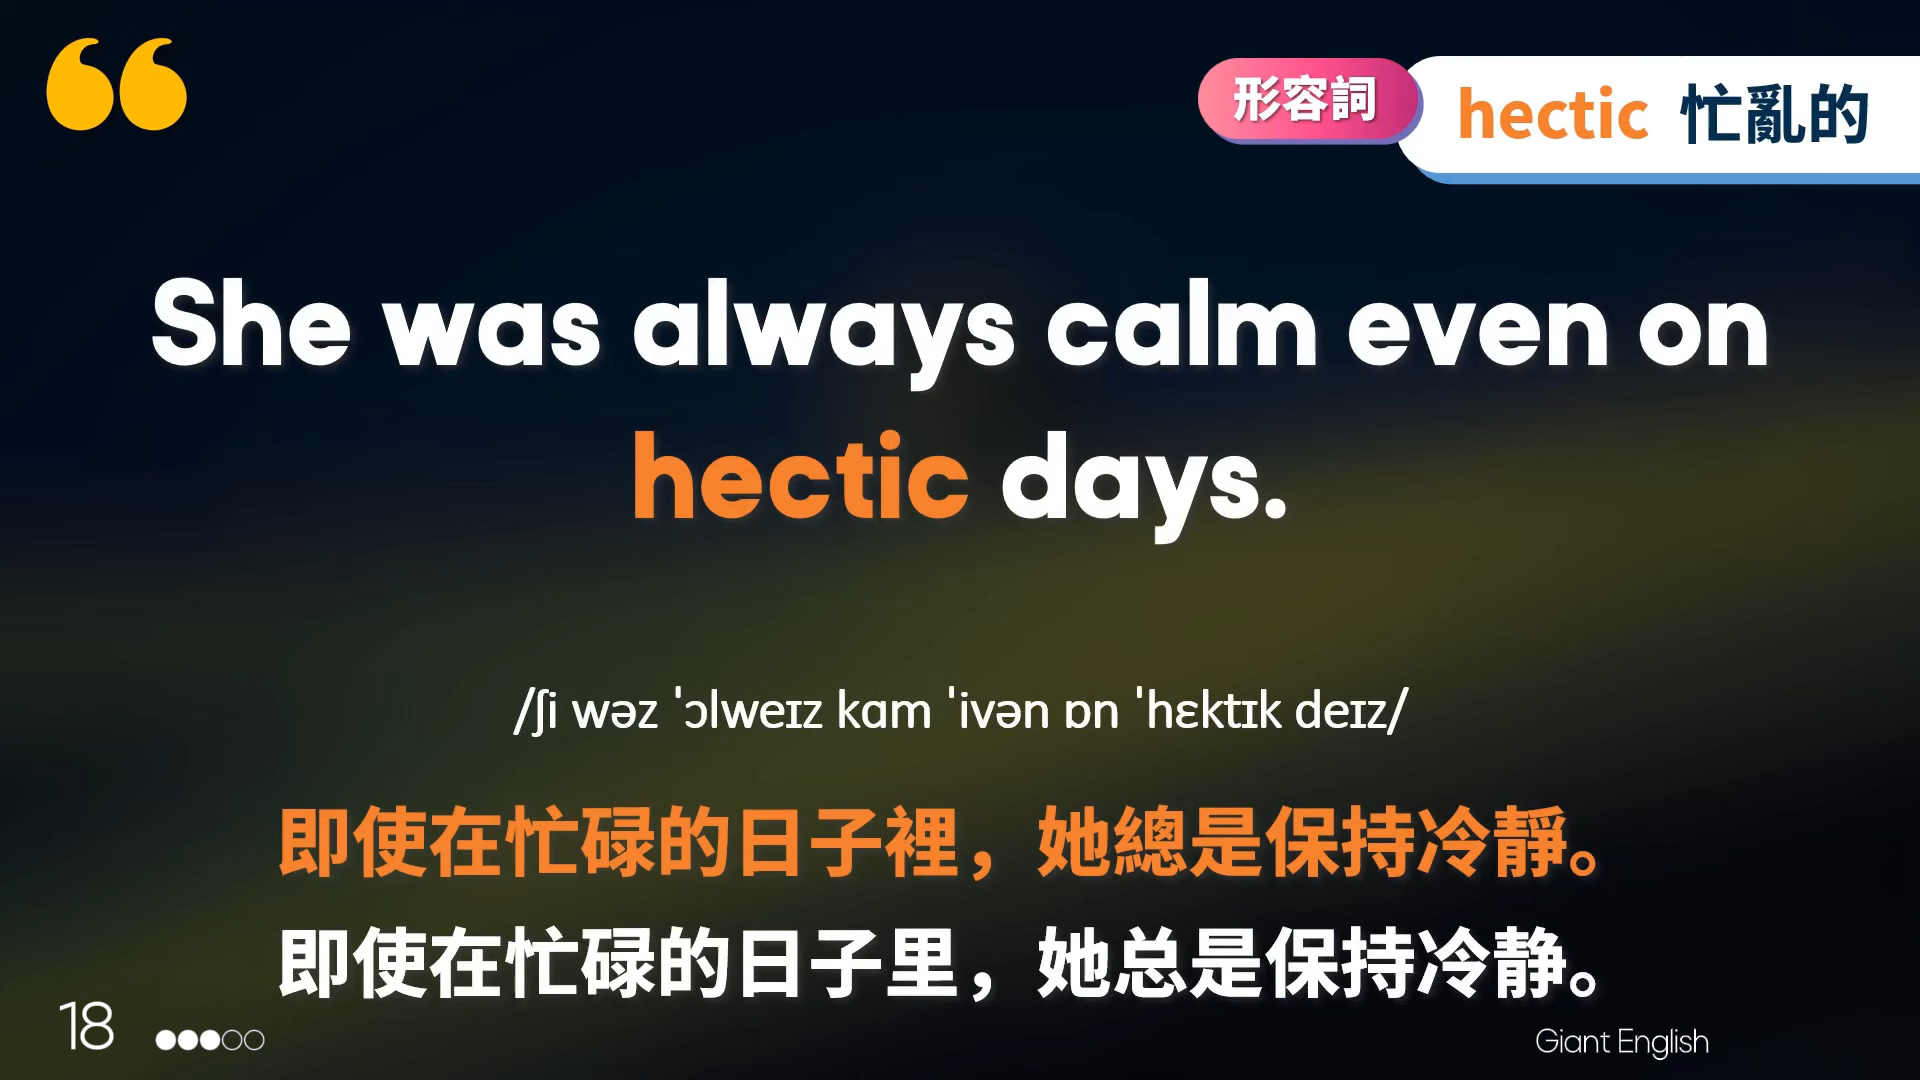 形容詞 hectic 忙亂的
She was always calm even on
hectic days.
/ʃi wəz ˈɔlweɪz kɑm ˈivən ɒn ˈhɛktɪk deɪz/
即使在忙碌的日子裡，她總是保持冷靜。
即使在忙碌的日子里，她总是保持冷静。
18
Giant English